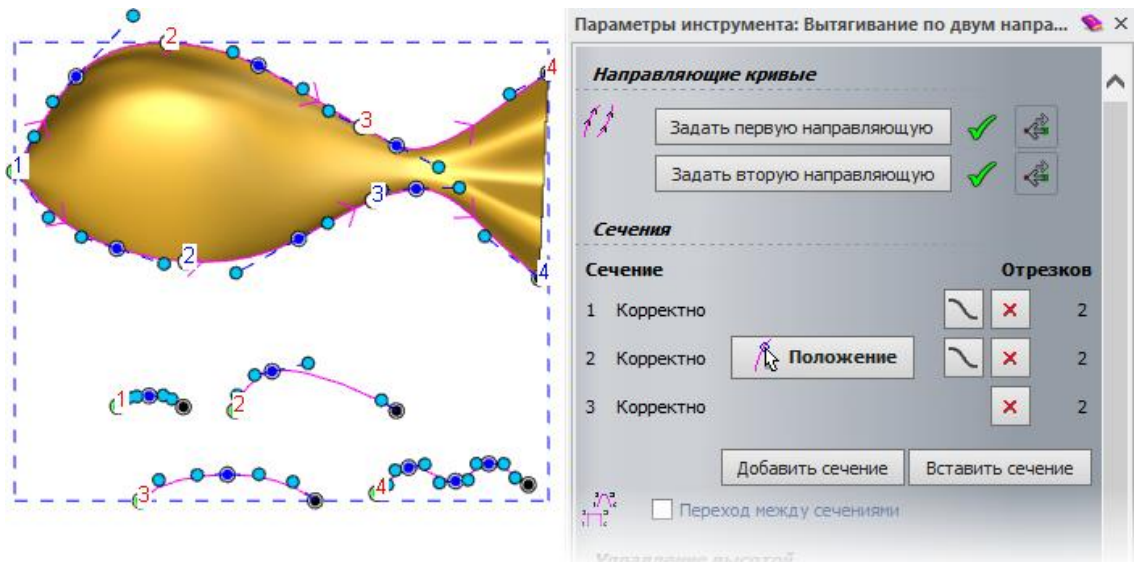 Параметры инструмента: Вытягивание по двум напра...
Направляющие кривые
Задать первую направляющую
Задать вторую направляющую
Сечения
Сечение Отрезков
1 Корректно 2
2 Корректно Положение 2
3 Корректно 2
Добавить сечение Вставить сечение
Переход между сечениями
Управление высотой
2
4
1
3
3
2
4
1
2
3
4